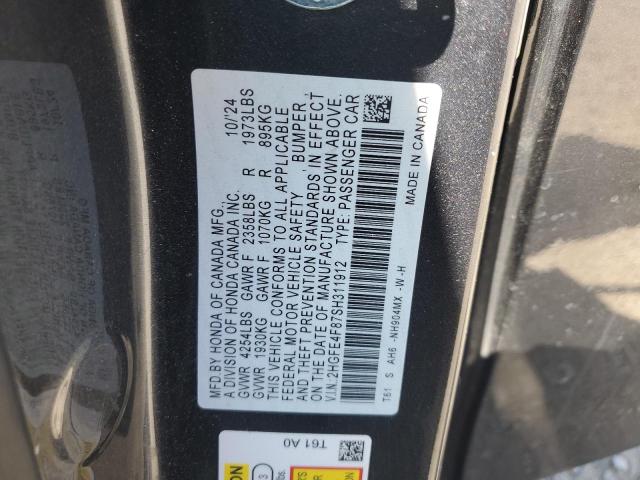 MFD BY HONDA OF CANADA MFG.
A DIVISION OF HONDA CANADA INC. 10/'24
GVWR 4254LBS GAWR F 2358LBS R 1973LBS
GVWR 1930KG GAWR F 1070KG R 895KG
THIS VEHICLE CONFORMS TO ALL APPLICABLE
FEDERAL MOTOR VEHICLE SAFETY BUMPER,
AND THEFT PREVENTION STANDARDS IN EFFECT
ON THE DATE OF MANUFACTURE SHOWN ABOVE.
V.I.N.:2HGFE4F87SH311912 TYPE: PASSENGER CAR
T61 S AH6 -NH904MX -W-H
MADE IN CANADA
T61 A0